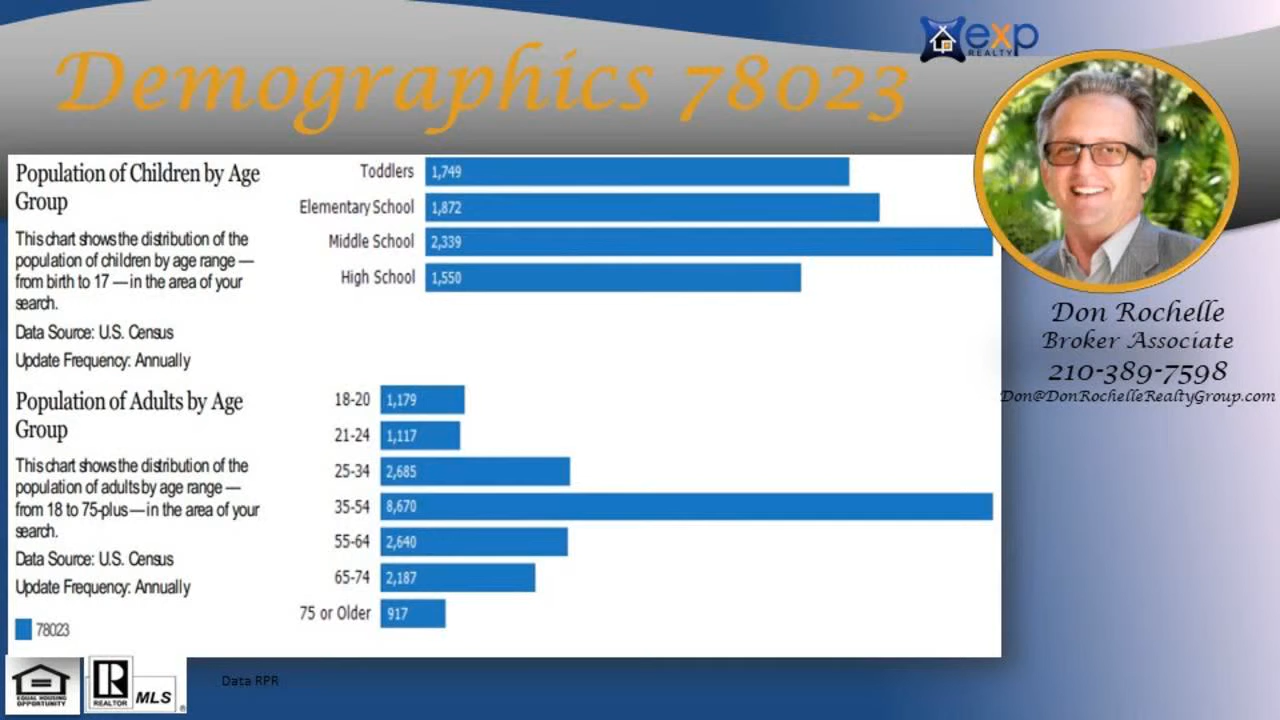 exp
REALTY
Demographics 78023
Population of Children by Age
Group
This chart shows the distribution of the
population of children by age range —
from birth to 17 — in the area of your
search.
Data Source: U.S. Census
Update Frequency: Annually
Toddlers 1,749
Elementary School 1,872
Middle School 2,339
High School 1,550
Population of Adults by Age
Group
This chart shows the distribution of the
population of adults by age range —
from 18 to 75-plus — in the area of your
search.
Data Source: U.S. Census
Update Frequency: Annually
18-20 1,179
21-24 1,117
25-34 2,685
35-54 8,670
55-64 2,640
65-74 2,187
75 or Older 917
78023
Don Rochelle
Broker Associate
210-389-7598
Don@DonRochelleRealtyGroup.com
EQUAL HOUSING
OPPORTUNITY
R
REALTOR
MLS
®
Data RPR